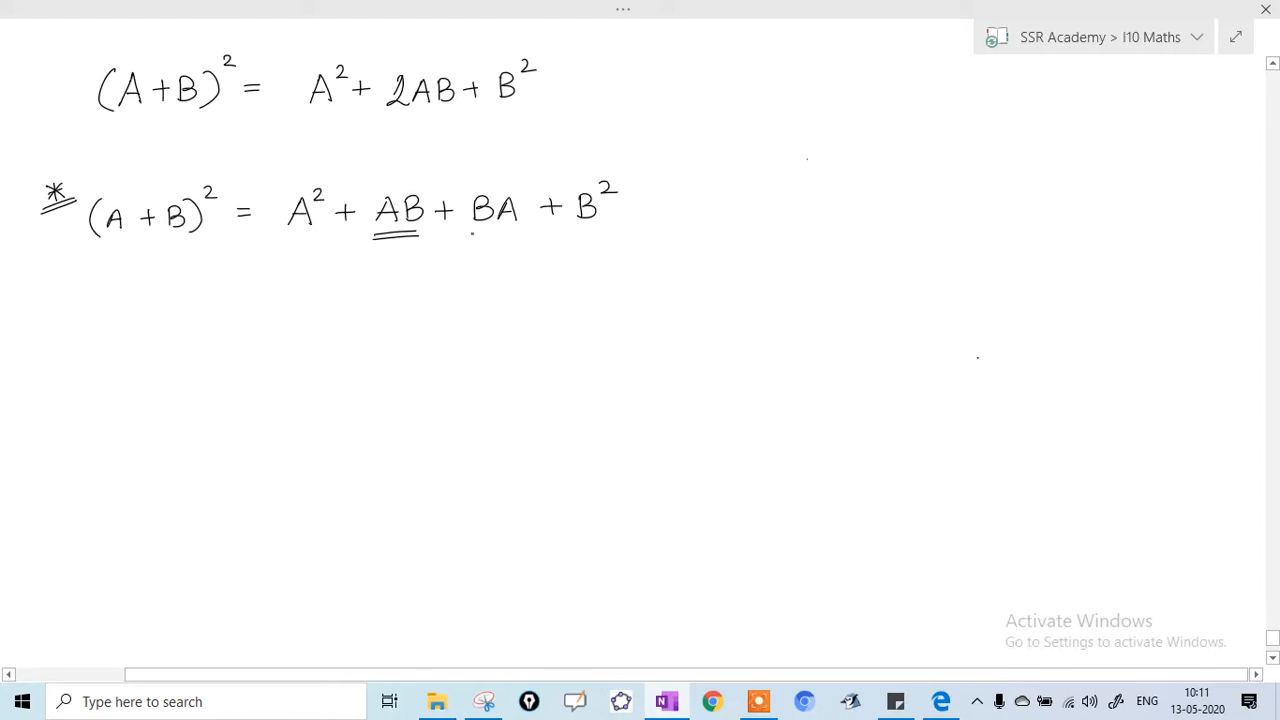 SSR Academy > I10 Maths
(A+B)² = A² + 2AB + B²
* (A + B)² = A² + AB + BA + B²
Activate Windows
Go to Settings to activate Windows.
Type here to search
ENG
10:11
13-05-2020